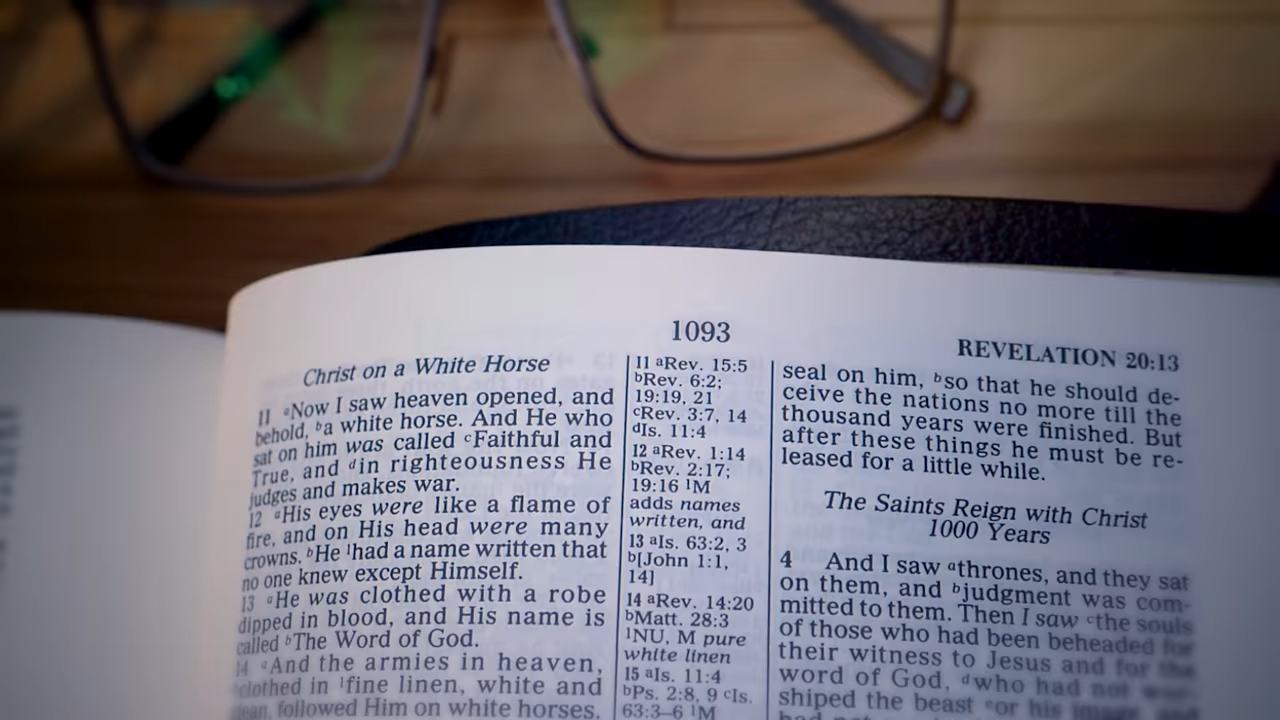 1093
REVELATION 20:13
Christ on a White Horse
11 aNow I saw heaven opened, and
behold, ba white horse. And He who
sat on him was called cFaithful and
True, and din righteousness He
judges and makes war.
12 aHis eyes were like a flame of
fire, and on His head were many
crowns. bHe 1had a name written that
no one knew except Himself.
13 aHe was clothed with a robe
dipped in blood, and His name is
called bThe Word of God.
14 aAnd the armies in heaven,
clothed in 1fine linen, white and
clean, followed Him on white horses.
11 aRev. 15:5
bRev. 6:2;
19:19, 21
cRev. 3:7, 14
dIs. 11:4
12 aRev. 1:14
bRev. 2:17;
19:16 1M
adds names
written, and
13 aIs. 63:2, 3
b[John 1:1,
14]
14 aRev. 14:20
bMatt. 28:3
1NU, M pure
white linen
15 aIs. 11:4
bPs. 2:8, 9 cIs.
63:3–6 1M
seal on him, bso that he should de-
ceive the nations no more till the
thousand years were finished. But
after these things he must be re-
leased for a little while.
The Saints Reign with Christ
1000 Years
4 And I saw athrones, and they sat
on them, and bjudgment was com-
mitted to them. Then I saw cthe souls
of those who had been beheaded for
their witness to Jesus and for the
word of God, dwho had not wor-
shiped the beast eor his image, and
had not